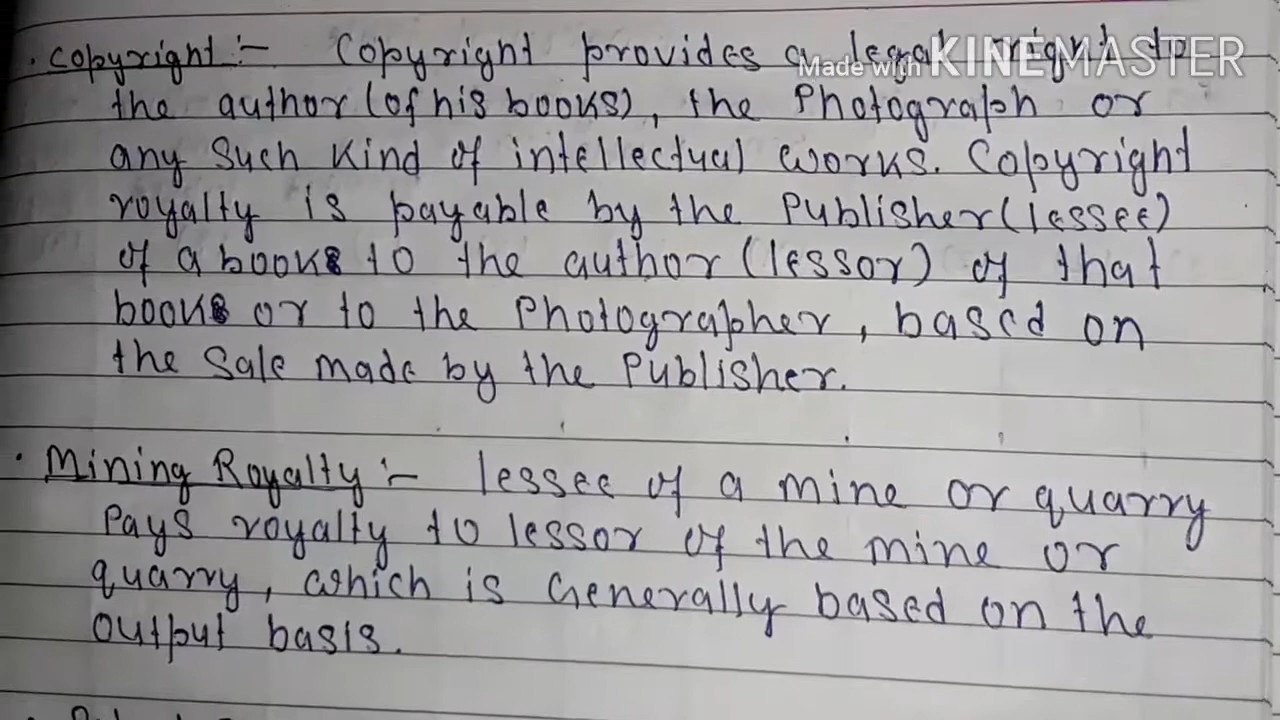 · Copyright :- Copyright provides a legal right to
Made with KINEMASTER
the author (of his books), the Photograph or
any Such Kind of intellectual works. Copyright
royalty is payable by the Publisher (lessee)
of a books to the author (lessor) of that
books or to the Photographer, based on
the Sale made by the Publisher.
· Mining Royalty :- lessee of a mine or quarry
Pays royalty to lessor of the mine or
quarry, which is Generally based on the
output basis.